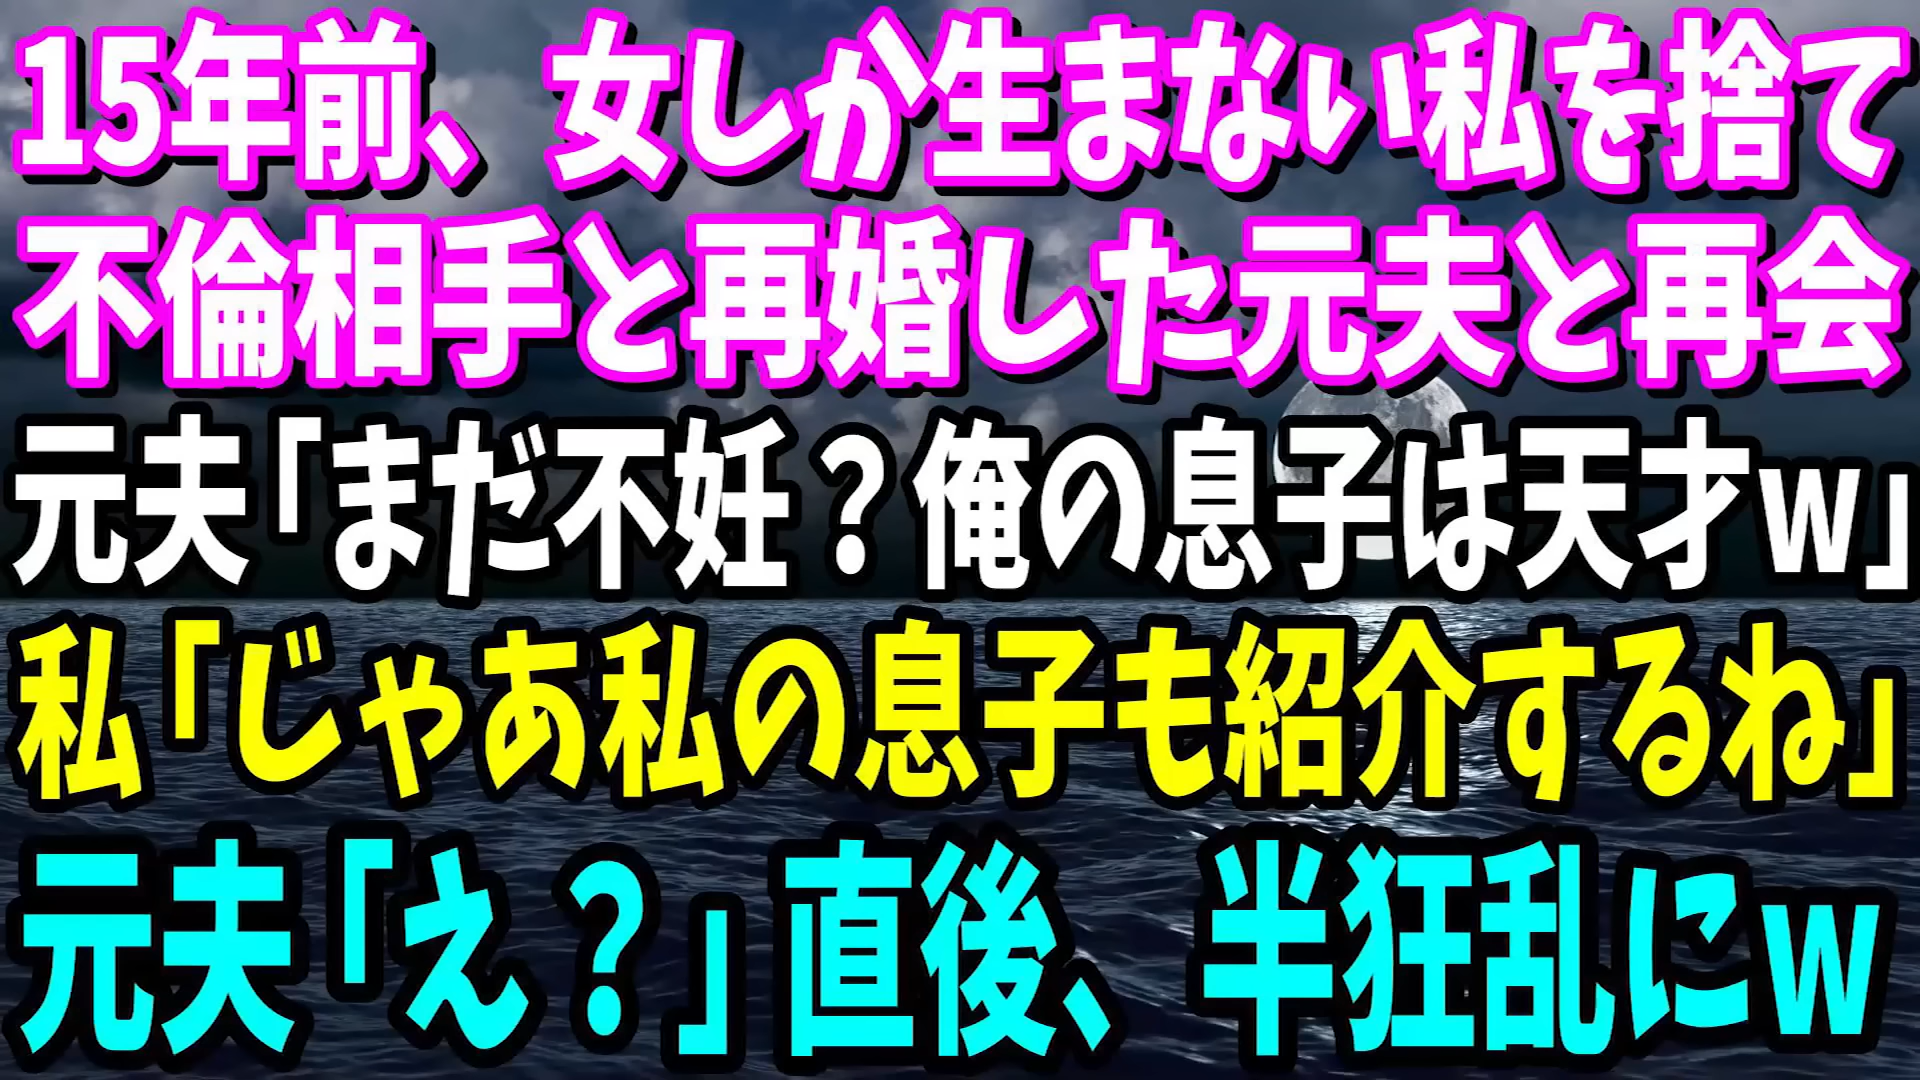 15年前、女しか生まない私を捨て
不倫相手と再婚した元夫と再会
元夫「まだ不妊？俺の息子は天才w」
私「じゃあ私の息子も紹介するね」
元夫「え？」直後、半狂乱にw